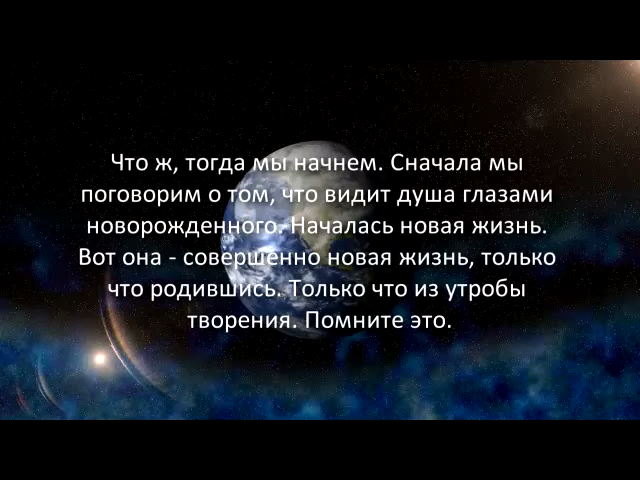 Что ж, тогда мы начнем. Сначала мы
поговорим о том, что видит душа глазами
новорожденного. Началась новая жизнь.
Вот она - совершенно новая жизнь, только
что родившись. Только что из утробы
творения. Помните это.